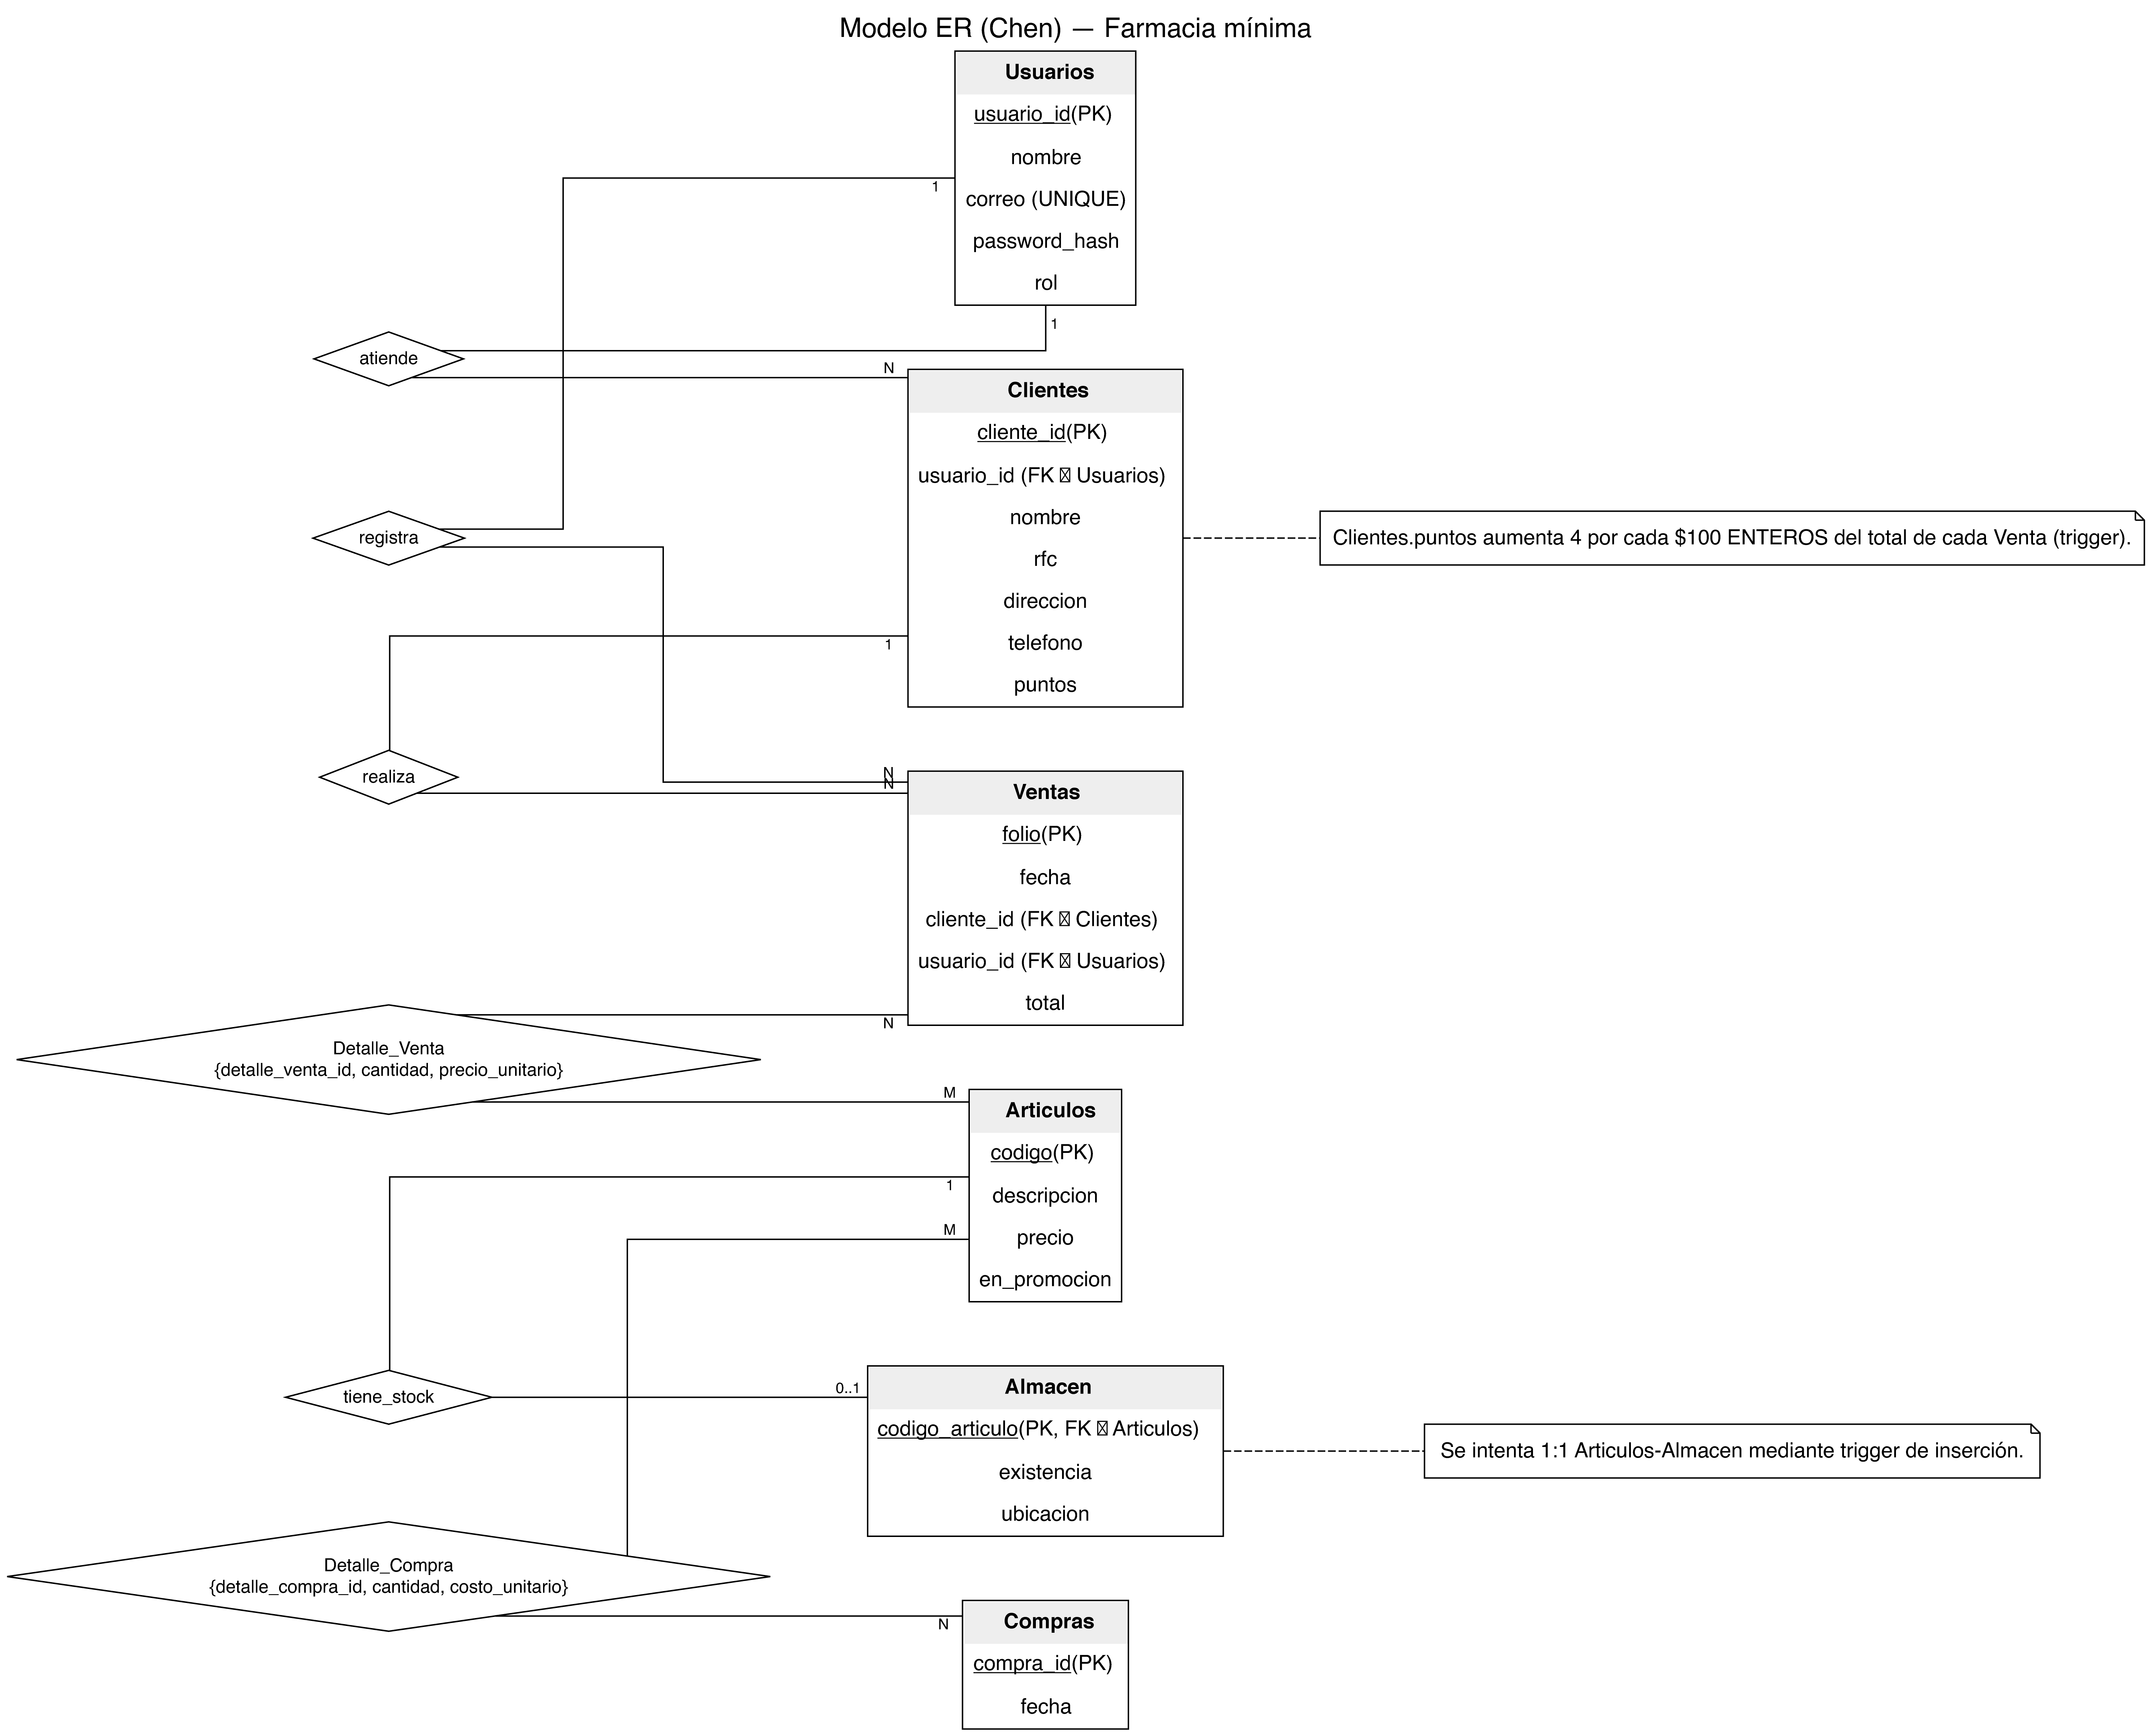 Modelo ER (Chen) — Farmacia mínima
Usuarios
usuario_id(PK)
nombre
correo (UNIQUE)
password_hash
rol
1
1
atiende
N
Clientes
cliente_id(PK)
usuario_id (FK Usuarios)
nombre
rfc
direccion
telefono
puntos
registra
Clientes.puntos aumenta 4 por cada $100 ENTEROS del total de cada Venta (trigger).
1
realiza
N
N
Ventas
folio(PK)
fecha
cliente_id (FK Clientes)
usuario_id (FK Usuarios)
total
N
Detalle_Venta
{detalle_venta_id, cantidad, precio_unitario}
M
Articulos
codigo(PK)
descripcion
precio
en_promocion
1
M
tiene_stock
0..1
Almacen
codigo_articulo(PK, FK Articulos)
existencia
ubicacion
Se intenta 1:1 Articulos-Almacen mediante trigger de inserción.
Detalle_Compra
{detalle_compra_id, cantidad, costo_unitario}
N
Compras
compra_id(PK)
fecha